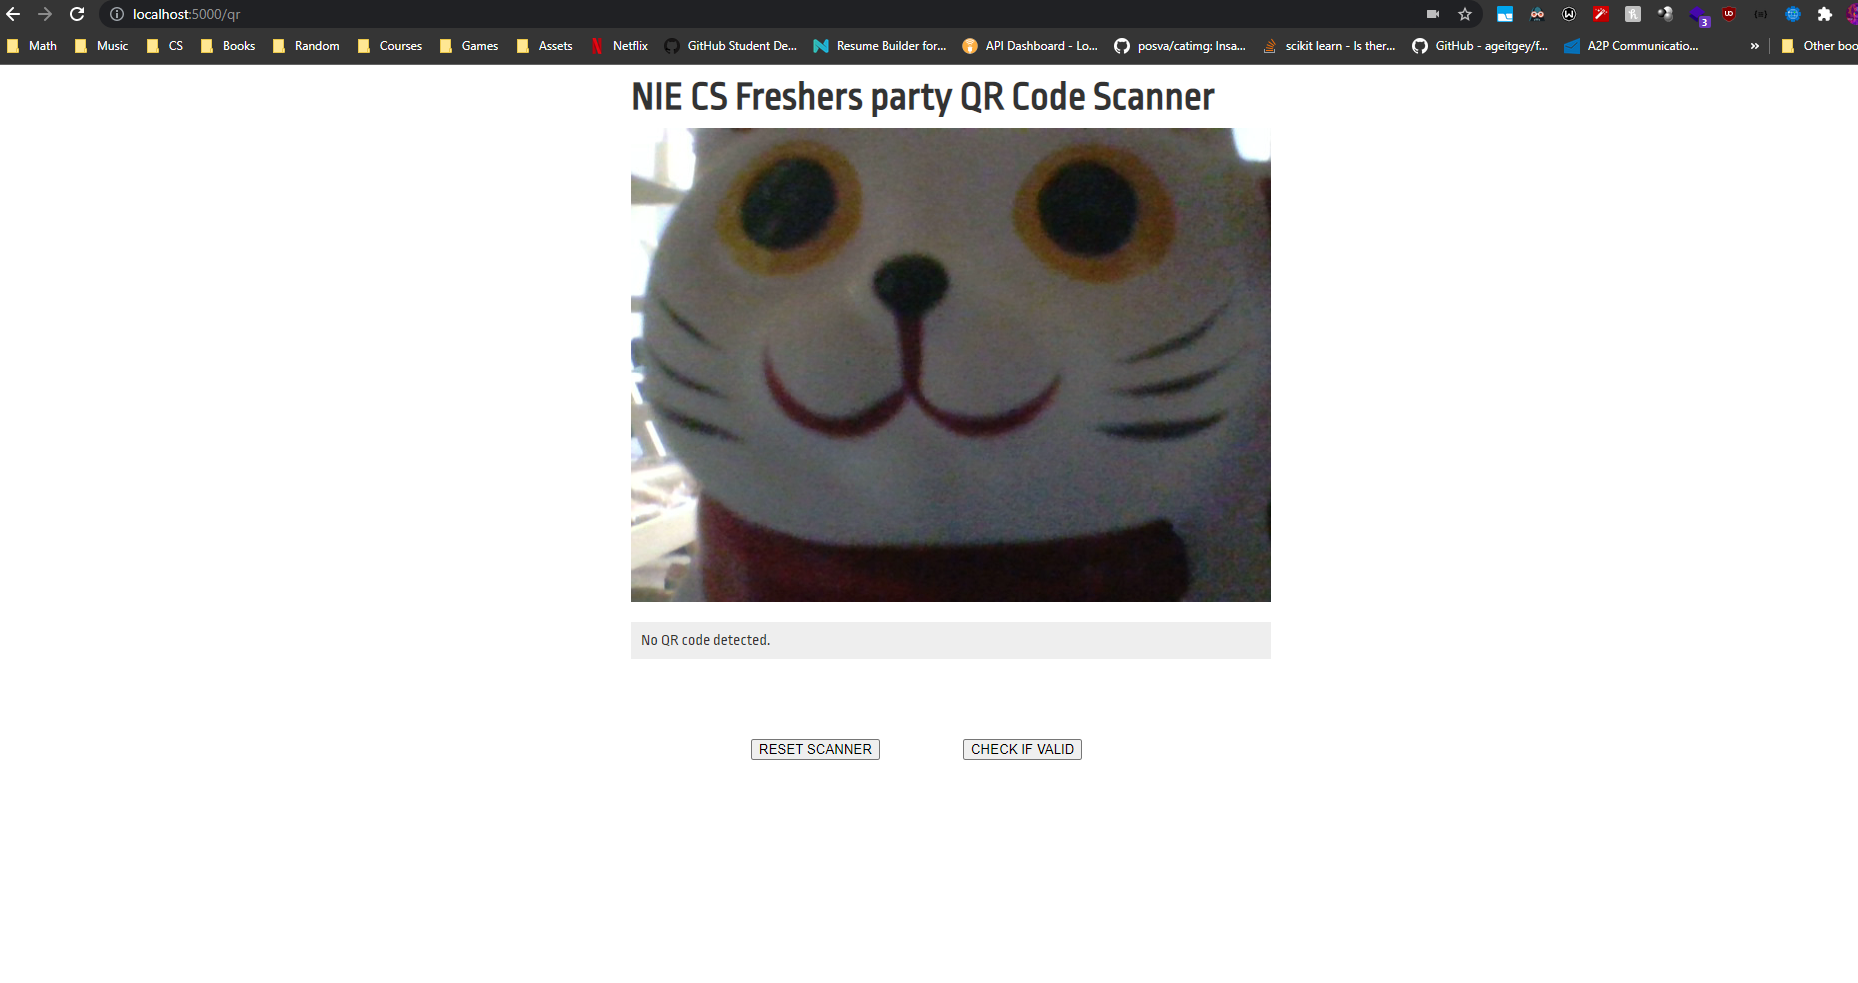 localhost:5000/qr
Math Music CS Books Random Courses Games Assets Netflix GitHub Student De... Resume Builder for... API Dashboard - Lo... posva/catimg: Insa... scikit learn - Is ther... GitHub - ageitgey/f... A2P Communicatio... » Other boo
NIE CS Freshers party QR Code Scanner
No QR code detected.
RESET SCANNER CHECK IF VALID